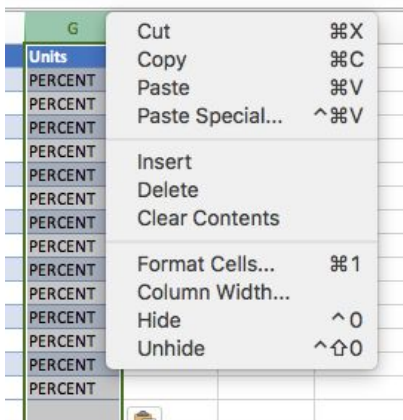 G
Units
PERCENT
PERCENT
PERCENT
PERCENT
PERCENT
PERCENT
PERCENT
PERCENT
PERCENT
PERCENT
PERCENT
PERCENT
PERCENT
PERCENT
Cut ⌘X
Copy ⌘C
Paste ⌘V
Paste Special... ^⌘V
Insert
Delete
Clear Contents
Format Cells... ⌘1
Column Width...
Hide ^0
Unhide ^⇧0